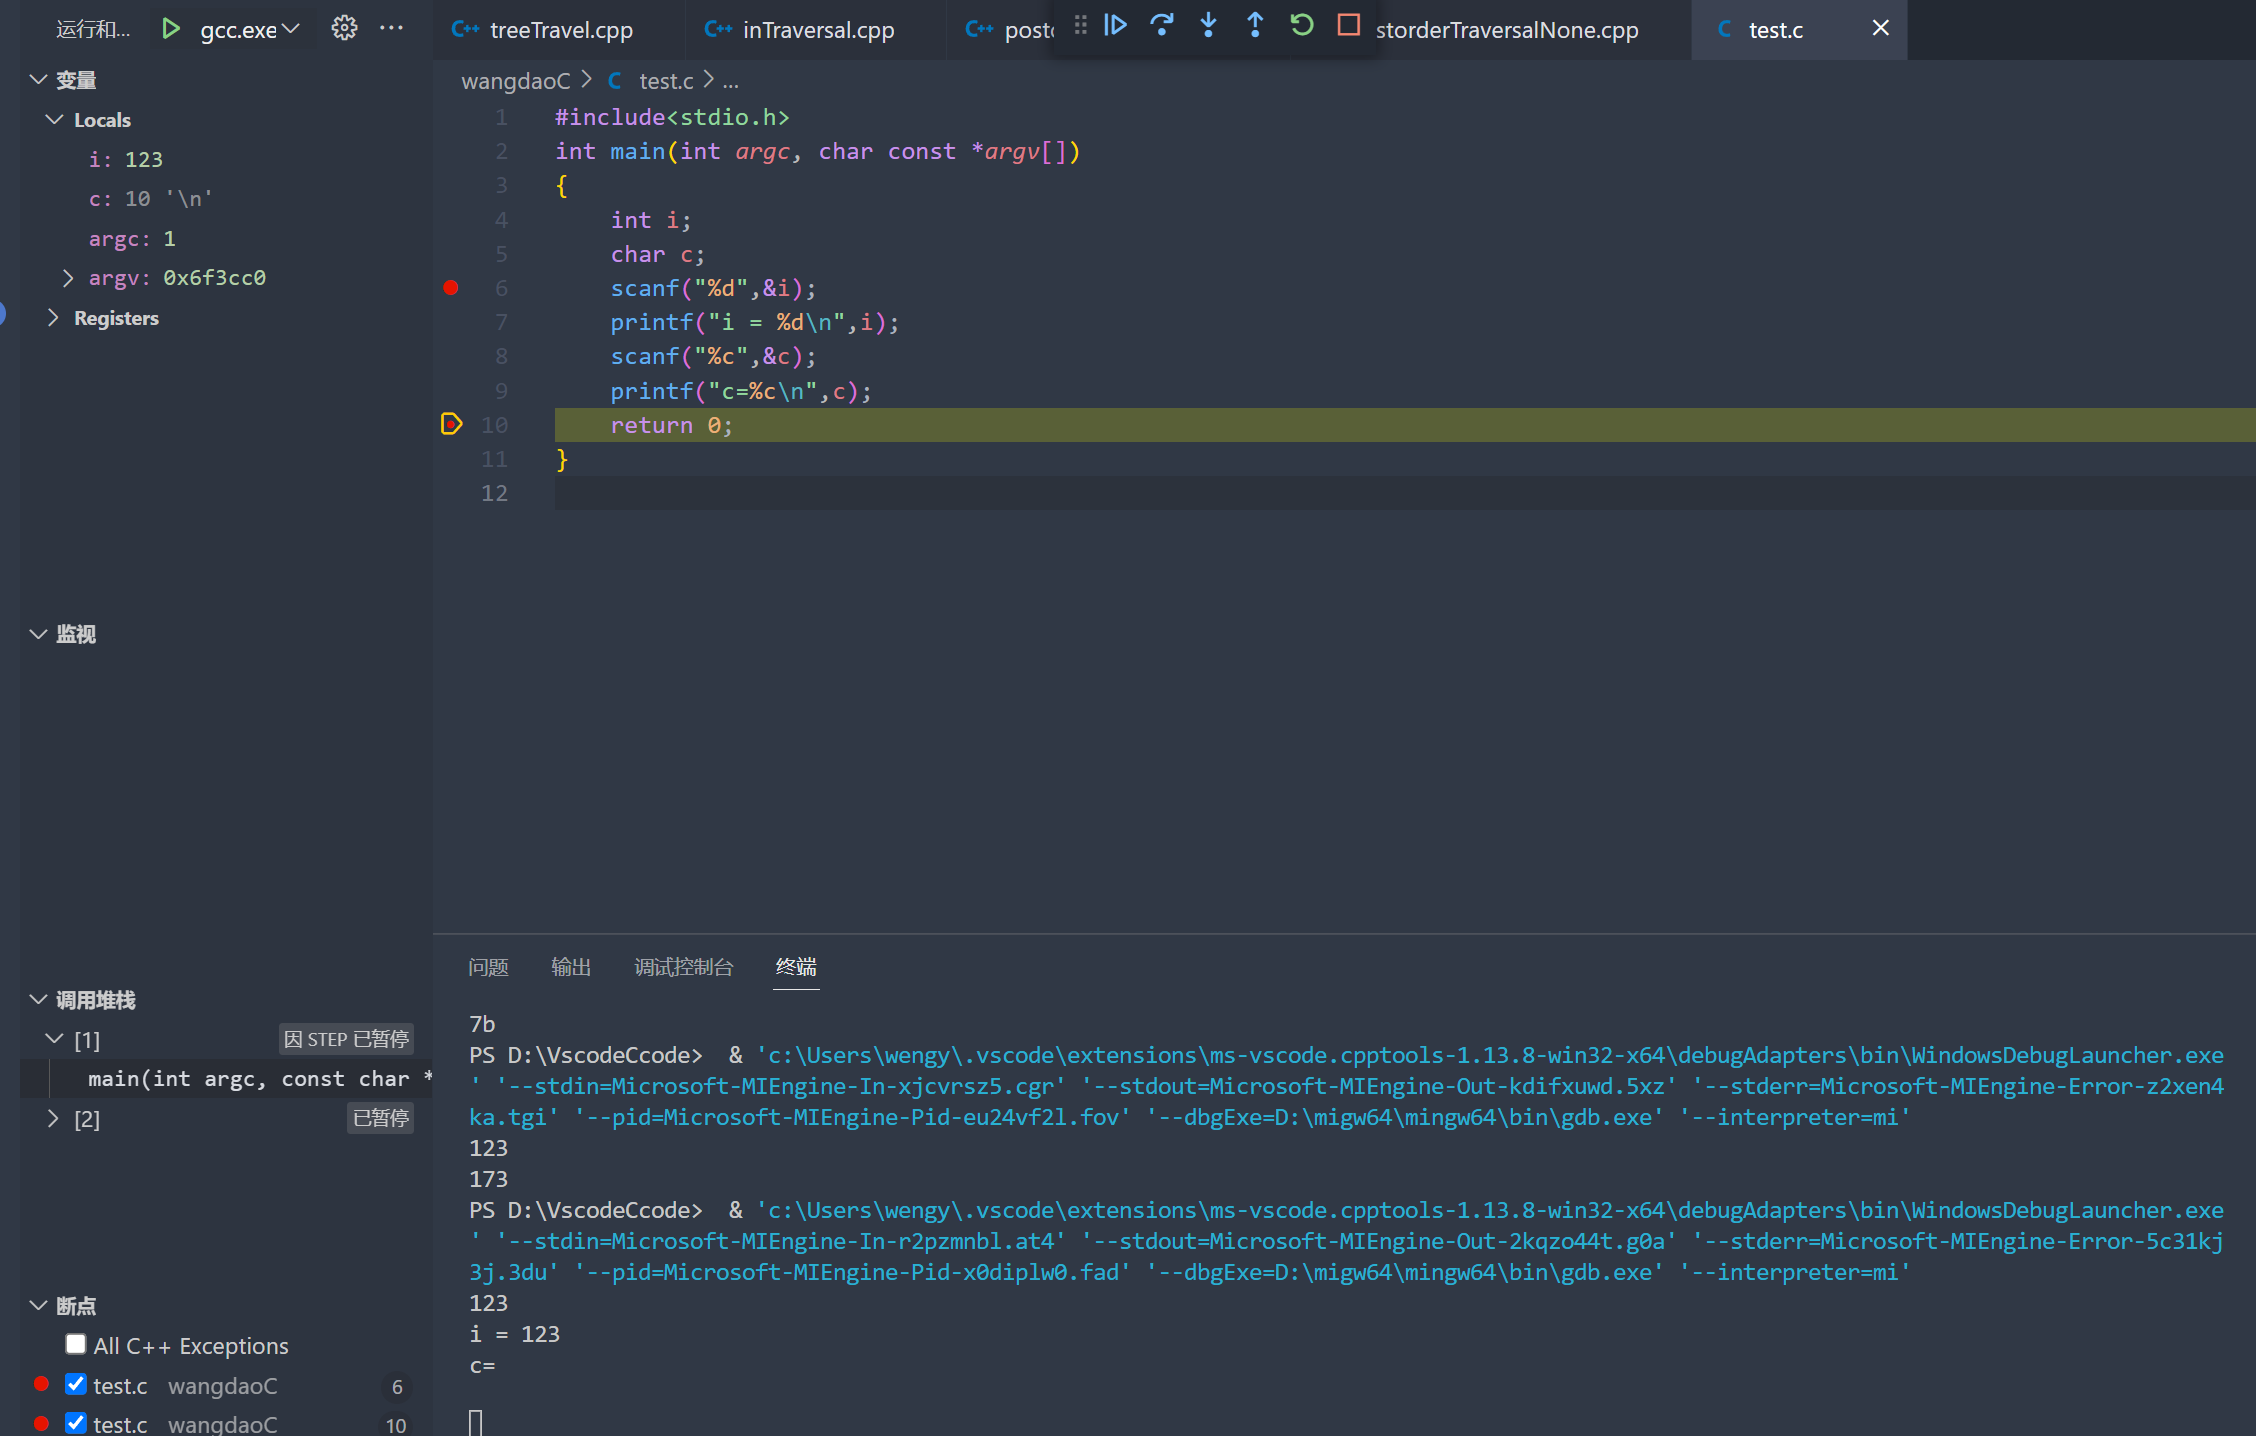 运行和... gcc.exe ...
treeTravel.cpp inTraversal.cpp storderTraversalNone.cpp test.c
变量
Locals
i: 123
c: 10 '\n'
argc: 1
argv: 0x6f3cc0
Registers
监视
调用堆栈
[1] 因 STEP 已暂停
main(int argc, const char *
[2] 已暂停
断点
All C++ Exceptions
test.c wangdaoC 6
test.c wangdaoC 10
wangdaoC > C test.c > ...
1 #include<stdio.h>
2 int main(int argc, char const *argv[])
3 {
4 int i;
5 char c;
6 scanf("%d",&i);
7 printf("i = %d\n",i);
8 scanf("%c",&c);
9 printf("c=%c\n",c);
10 return 0;
11 }
12
问题 输出 调试控制台 终端
7b
PS D:\VscodeCcode> & 'c:\Users\wengy\.vscode\extensions\ms-vscode.cpptools-1.13.8-win32-x64\debugAdapters\bin\WindowsDebugLauncher.exe
' '--stdin=Microsoft-MIEngine-In-xjcvrsz5.cgr' '--stdout=Microsoft-MIEngine-Out-kdifxuwd.5xz' '--stderr=Microsoft-MIEngine-Error-z2xen4
ka.tgi' '--pid=Microsoft-MIEngine-Pid-eu24vf2l.fov' '--dbgExe=D:\migw64\mingw64\bin\gdb.exe' '--interpreter=mi'
123
173
PS D:\VscodeCcode> & 'c:\Users\wengy\.vscode\extensions\ms-vscode.cpptools-1.13.8-win32-x64\debugAdapters\bin\WindowsDebugLauncher.exe
' '--stdin=Microsoft-MIEngine-In-r2pzmnbl.at4' '--stdout=Microsoft-MIEngine-Out-2kqzo44t.g0a' '--stderr=Microsoft-MIEngine-Error-5c31kj
3j.3du' '--pid=Microsoft-MIEngine-Pid-x0diplw0.fad' '--dbgExe=D:\migw64\mingw64\bin\gdb.exe' '--interpreter=mi'
123
i = 123
c=